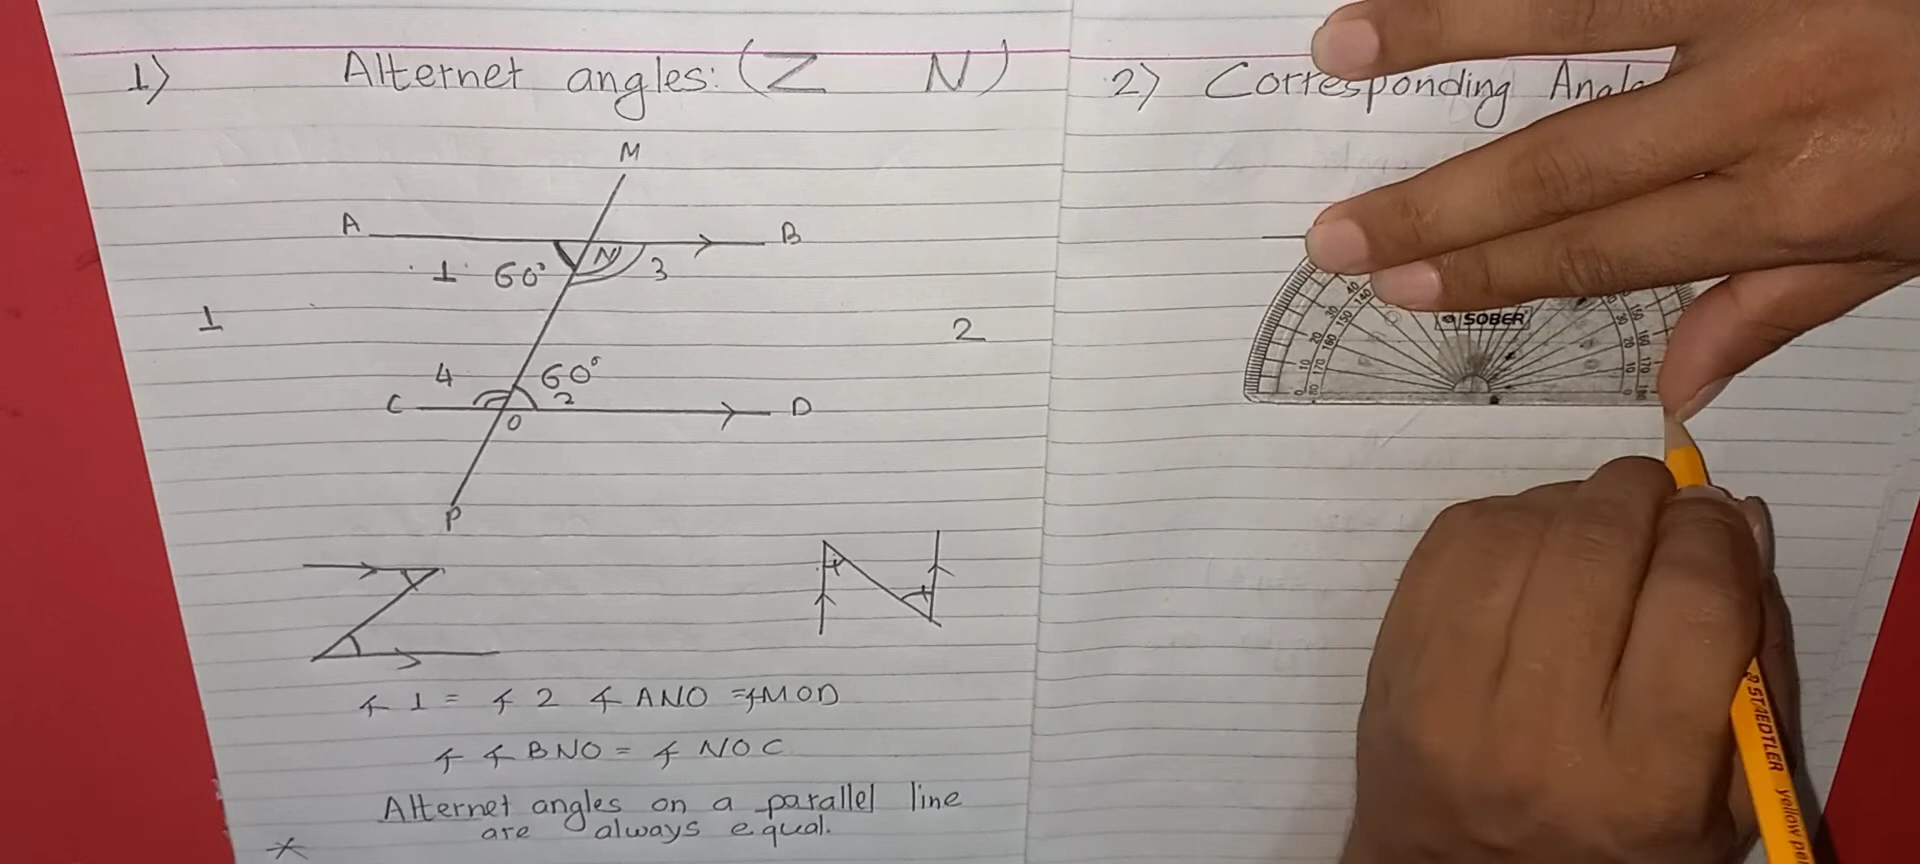 1) Alternet angles: (Z N)
M
A B
1 60° N 3
1 2
4 60°
2
C D
O
P
∡ 1 = ∡ 2 ∡ ANO = ∡MOD
∡ ∡ BNO = ∡ NOC
Alternet angles on a parallel line
are always equal.
*
2) Corresponding
SOBER
STAEDTLER yellow